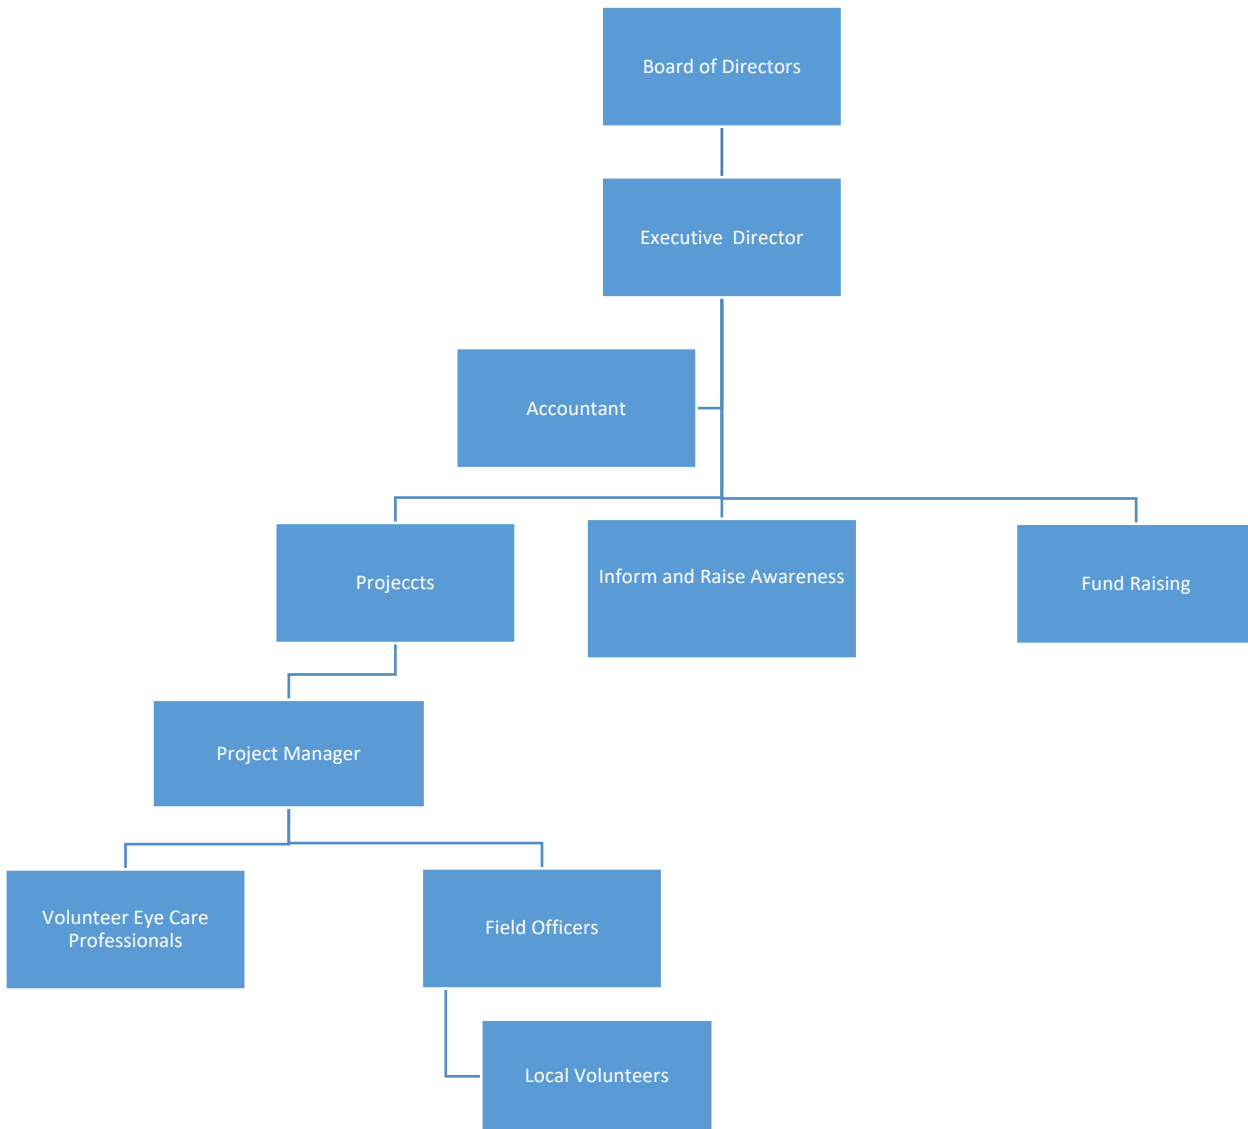 Board of Directors
Executive  Director
Accountant
Projeccts
Inform and Raise Awareness
Fund Raising
Project Manager
Volunteer Eye Care
Professionals
Field Officers
Local Volunteers